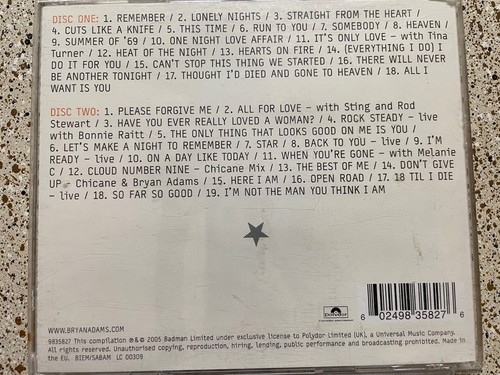 DISC ONE: 1. REMEMBER / 2. LONELY NIGHTS / 3. STRAIGHT FROM THE HEART /
4. CUTS LIKE A KNIFE / 5. THIS TIME / 6. RUN TO YOU / 7. SOMEBODY / 8. HEAVEN /
9. SUMMER OF '69 / 10. ONE NIGHT LOVE AFFAIR / 11. IT'S ONLY LOVE – with Tina
Turner / 12. HEAT OF THE NIGHT / 13. HEARTS ON FIRE / 14. (EVERYTHING I DO) I
DO IT FOR YOU / 15. CAN'T STOP THIS THING WE STARTED / 16. THERE WILL NEVER
BE ANOTHER TONIGHT / 17. THOUGHT I'D DIED AND GONE TO HEAVEN / 18. ALL I
WANT IS YOU
DISC TWO: 1. PLEASE FORGIVE ME / 2. ALL FOR LOVE – with Sting and Rod
Stewart / 3. HAVE YOU EVER REALLY LOVED A WOMAN? / 4. ROCK STEADY – live
with Bonnie Raitt / 5. THE ONLY THING THAT LOOKS GOOD ON ME IS YOU /
6. LET'S MAKE A NIGHT TO REMEMBER / 7. STAR / 8. BACK TO YOU – live / 9. I'M
READY – live / 10. ON A DAY LIKE TODAY / 11. WHEN YOU'RE GONE – with Melanie
C / 12. CLOUD NUMBER NINE – Chicane Mix / 13. THE BEST OF ME / 14. DON'T GIVE
UP – Chicane & Bryan Adams / 15. HERE I AM / 16. OPEN ROAD / 17. 18 TIL I DIE
– live / 18. SO FAR SO GOOD / 19. I'M NOT THE MAN YOU THINK I AM
WWW.BRYANADAMS.COM
polydor
6 02498 35827 6
9835827 This compilation ℗ & © 2005 Badman Limited under exclusive license to Polydor Limited (UK), a Universal Music Company.
All rights reserved. Unauthorised copying, reproduction, hiring, lending, public performance and broadcasting prohibited. Made in
the EU. BIEM/SABAM LC 00309